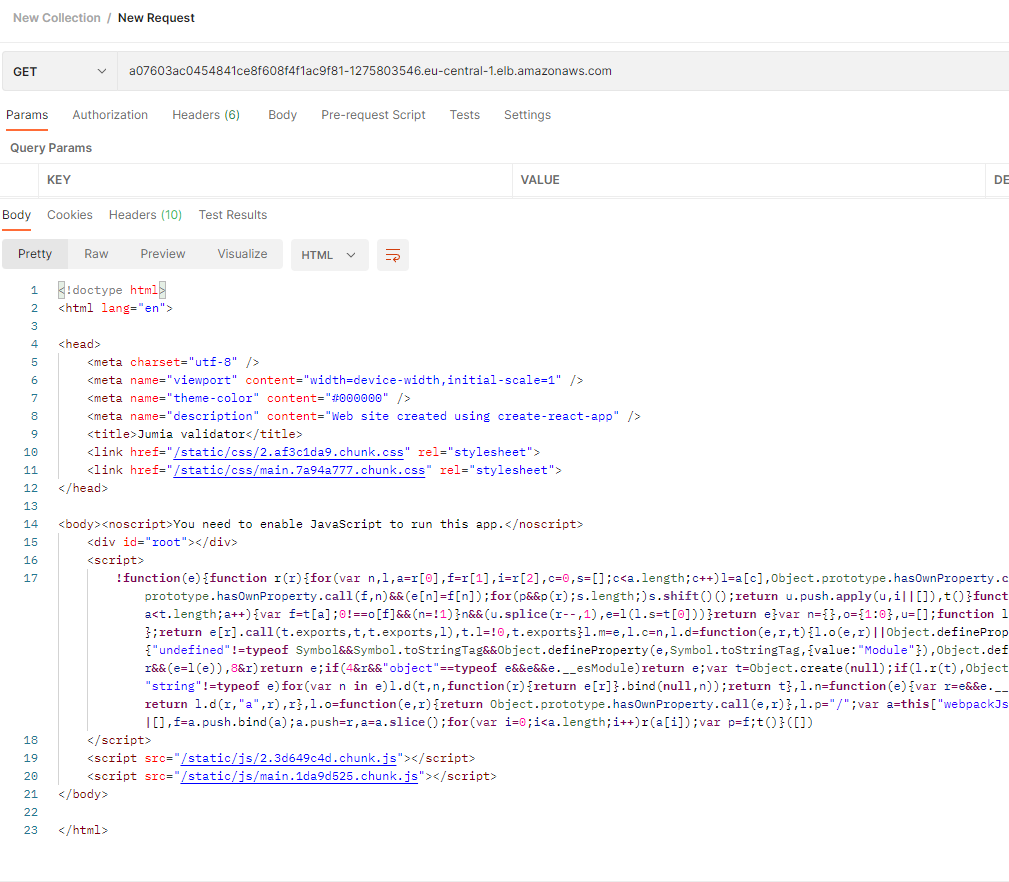 New Collection / New Request
GET a07603ac0454841ce8f608f4f1ac9f81-1275803546.eu-central-1.elb.amazonaws.com
Params Authorization Headers (6) Body Pre-request Script Tests Settings
Query Params
KEY VALUE DE
Body Cookies Headers (10) Test Results
Pretty Raw Preview Visualize HTML
1 <!doctype html>
2 <html lang="en">
3
4 <head>
5 <meta charset="utf-8" />
6 <meta name="viewport" content="width=device-width,initial-scale=1" />
7 <meta name="theme-color" content="#000000" />
8 <meta name="description" content="Web site created using create-react-app" />
9 <title>Jumia validator</title>
10 <link href="/static/css/2.af3c1da9.chunk.css" rel="stylesheet">
11 <link href="/static/css/main.7a94a777.chunk.css" rel="stylesheet">
12 </head>
13
14 <body><noscript>You need to enable JavaScript to run this app.</noscript>
15 <div id="root"></div>
16 <script>
17 !function(e){function r(r){for(var n,l,a=r[0],f=r[1],i=r[2],c=0,s=[];c<a.length;c++)l=a[c],Object.prototype.hasOwnProperty.c
prototype.hasOwnProperty.call(f,n)&&(e[n]=f[n]);for(p&&p(r);s.length;)s.shift()();return u.push.apply(u,i||[]),t()}funct
a<t.length;a++){var f=t[a];0!==o[f]&&(n=!1)}n&&(u.splice(r--,1),e=l(l.s=t[0]))}return e}var n={},o={1:0},u=[];function l
};return e[r].call(t.exports,t,t.exports,l),t.l=!0,t.exports}l.m=e,l.c=n,l.d=function(e,r,t){l.o(e,r)||Object.defineProp
{"undefined"!=typeof Symbol&&Symbol.toStringTag&&Object.defineProperty(e,Symbol.toStringTag,{value:"Module"}),Object.def
r&&(e=l(e)),8&r)return e;if(4&r&&"object"==typeof e&&e&&e.__esModule)return e;var t=Object.create(null);if(l.r(t),Object
"string"!=typeof e)for(var n in e)l.d(t,n,function(r){return e[r]}.bind(null,n));return t},l.n=function(e){var r=e&&e.__
return l.d(r,"a",r),r},l.o=function(e,r){return Object.prototype.hasOwnProperty.call(e,r)},l.p="/";var a=this["webpackJs
|[],f=a.push.bind(a);a.push=r,a=a.slice();for(var i=0;i<a.length;i++)r(a[i]);var p=f;t()}([])
18 </script>
19 <script src="/static/js/2.3d649c4d.chunk.js"></script>
20 <script src="/static/js/main.1da9d525.chunk.js"></script>
21 </body>
22
23 </html>